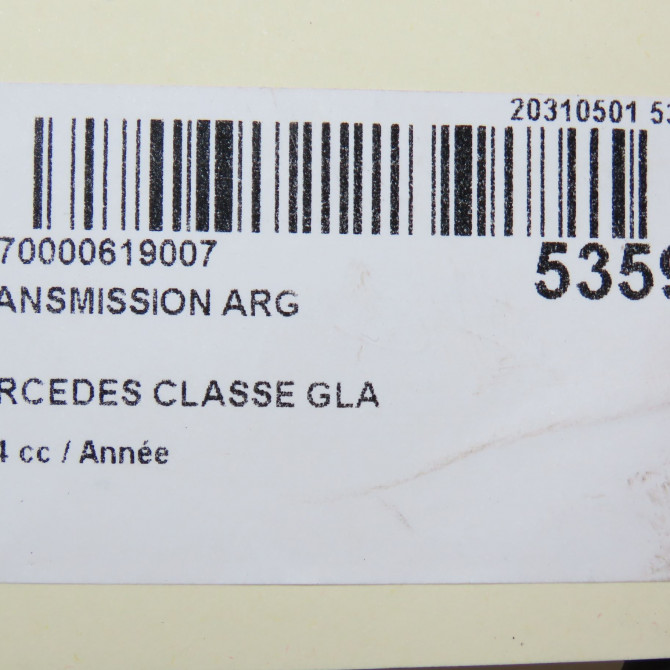 20310501 53
70000619007
5359
ANSMISSION ARG
RCEDES CLASSE GLA
4 cc / Année